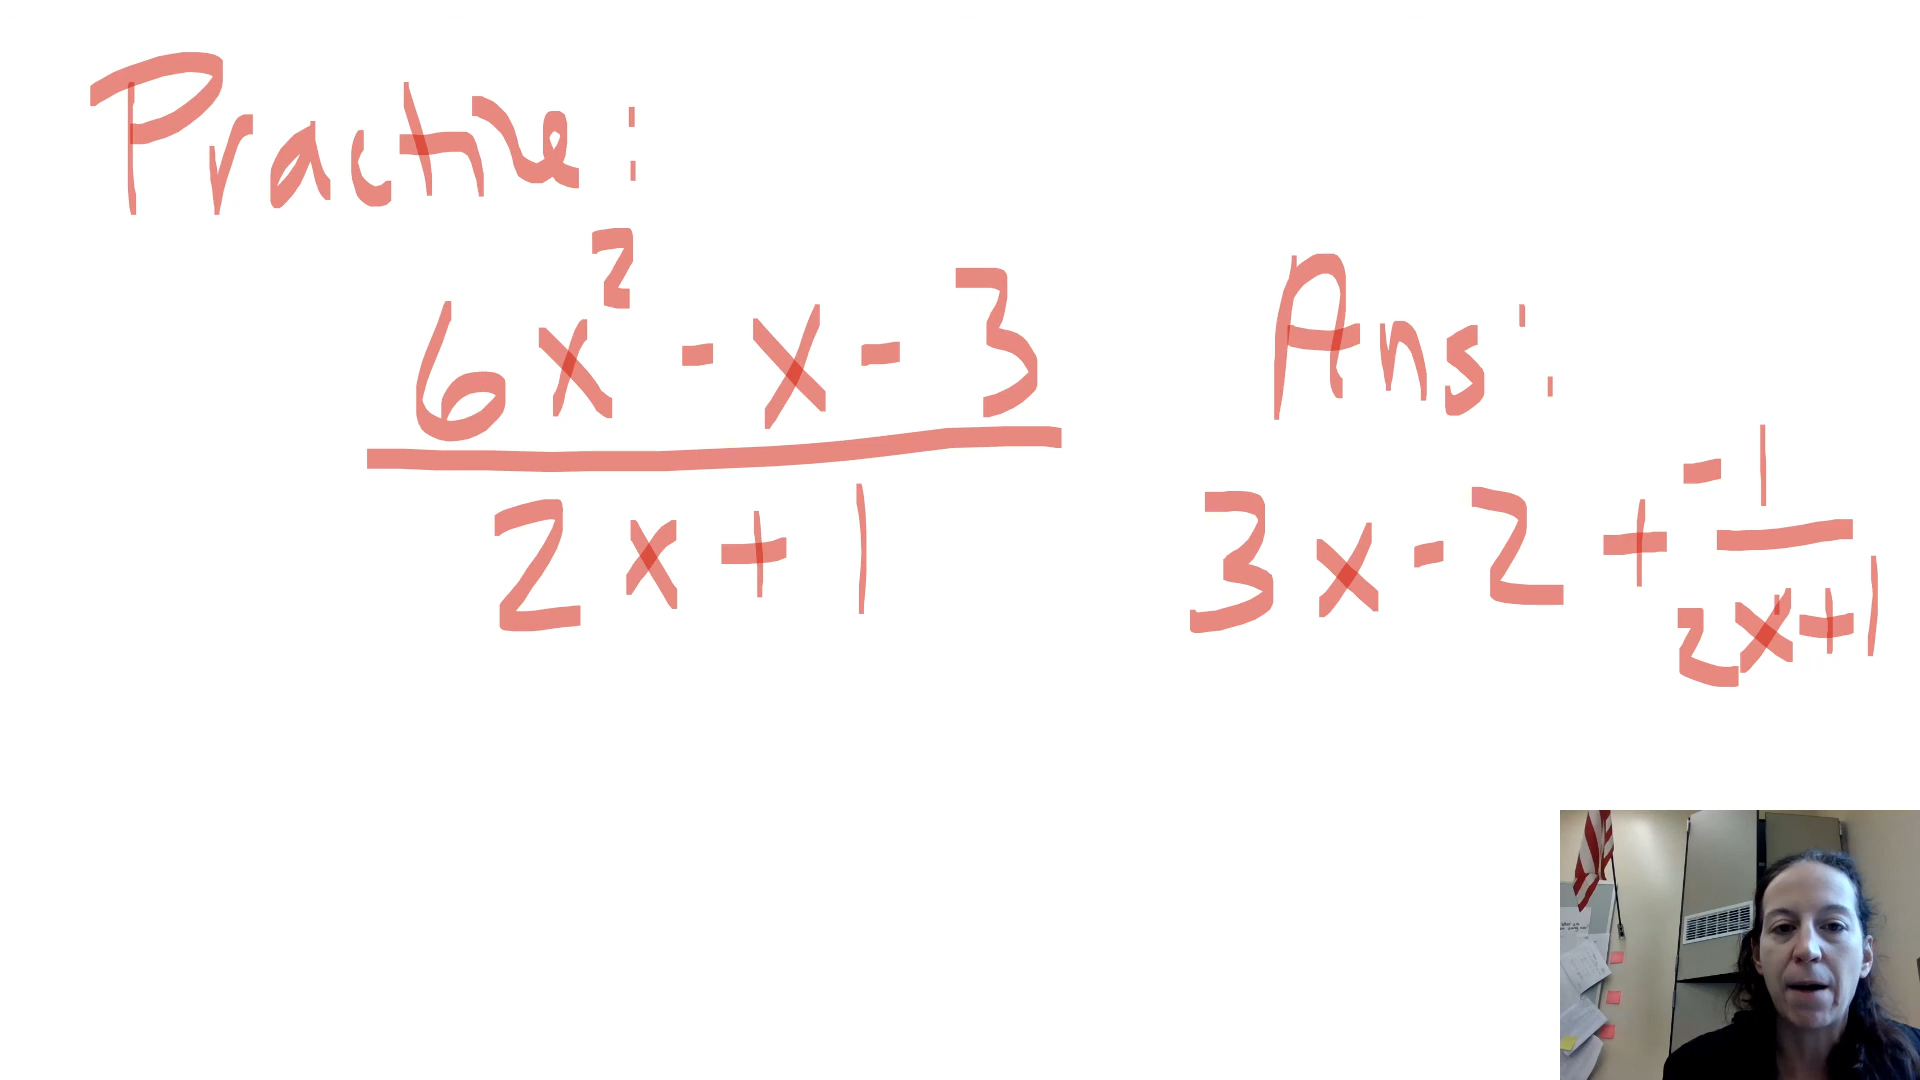 Practice:
6x² - x - 3
2x + 1
Ans:
3x - 2 + -1
2x+1